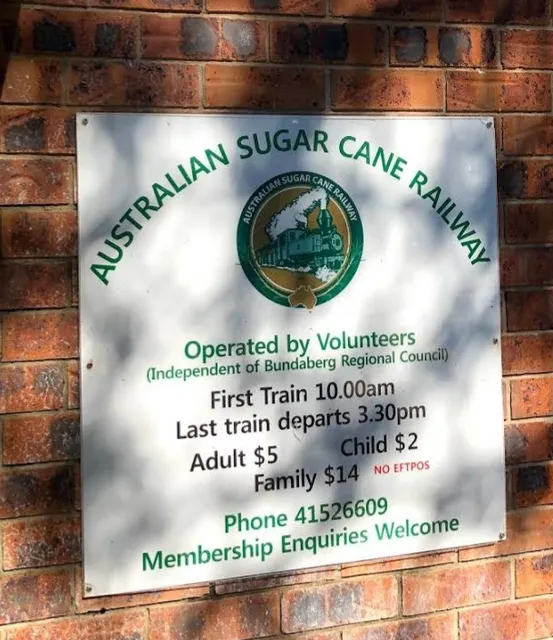 AUSTRALIAN SUGAR CANE RAILWAY
AUSTRALIAN SUGAR CANE RAILWAY
Operated by Volunteers
(Independent of Bundaberg Regional Council)
First Train 10.00am
Last train departs 3.30pm
Adult $5 Child $2
Family $14 NO EFTPOS
Phone 41526609
Membership Enquiries Welcome